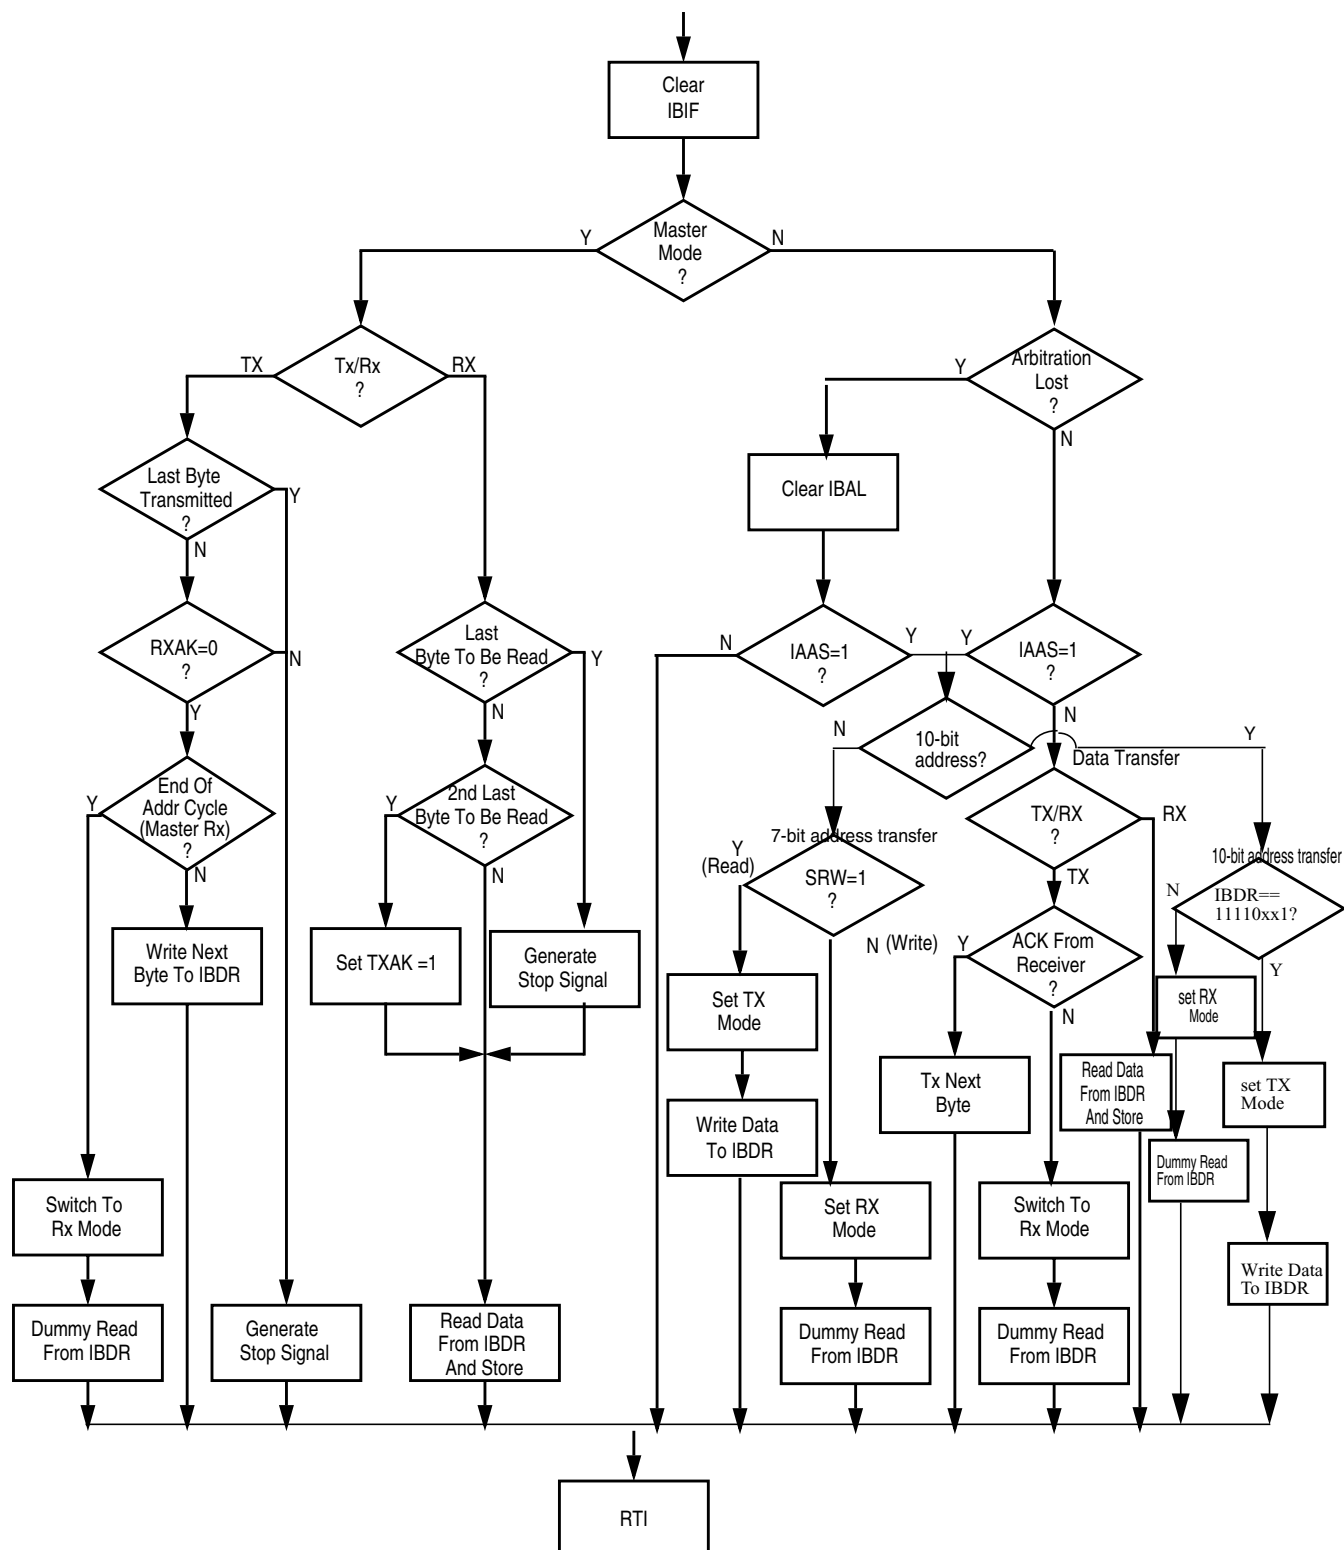 Clear
IBIF
Master
Mode
?
Y
N
Tx/Rx
?
TX
RX
Arbitration
Lost
?
Y
N
Last Byte
Transmitted
?
Y
N
Clear IBAL
RXAK=0
?
N
Y
Last
Byte To Be Read
?
Y
N
IAAS=1
?
N
Y
IAAS=1
?
Y
N
10-bit
address?
N
Y
Data Transfer
End Of
Addr Cycle
(Master Rx)
?
Y
N
2nd Last
Byte To Be Read
?
Y
N
7-bit address transfer
SRW=1
?
Y
(Read)
N (Write)
TX/RX
?
RX
TX
10-bit address transfer
IBDR==
11110xx1?
N
Y
Write Next
Byte To IBDR
Set TXAK =1
Generate
Stop Signal
Set TX
Mode
ACK From
Receiver
?
Y
N
set RX
Mode
Write Data
To IBDR
Tx Next
Byte
Read Data
From IBDR
And Store
set TX
Mode
Dummy Read
From IBDR
Switch To
Rx Mode
Set RX
Mode
Switch To
Rx Mode
Write Data
To IBDR
Dummy Read
From IBDR
Generate
Stop Signal
Read Data
From IBDR
And Store
Dummy Read
From IBDR
Dummy Read
From IBDR
RTI